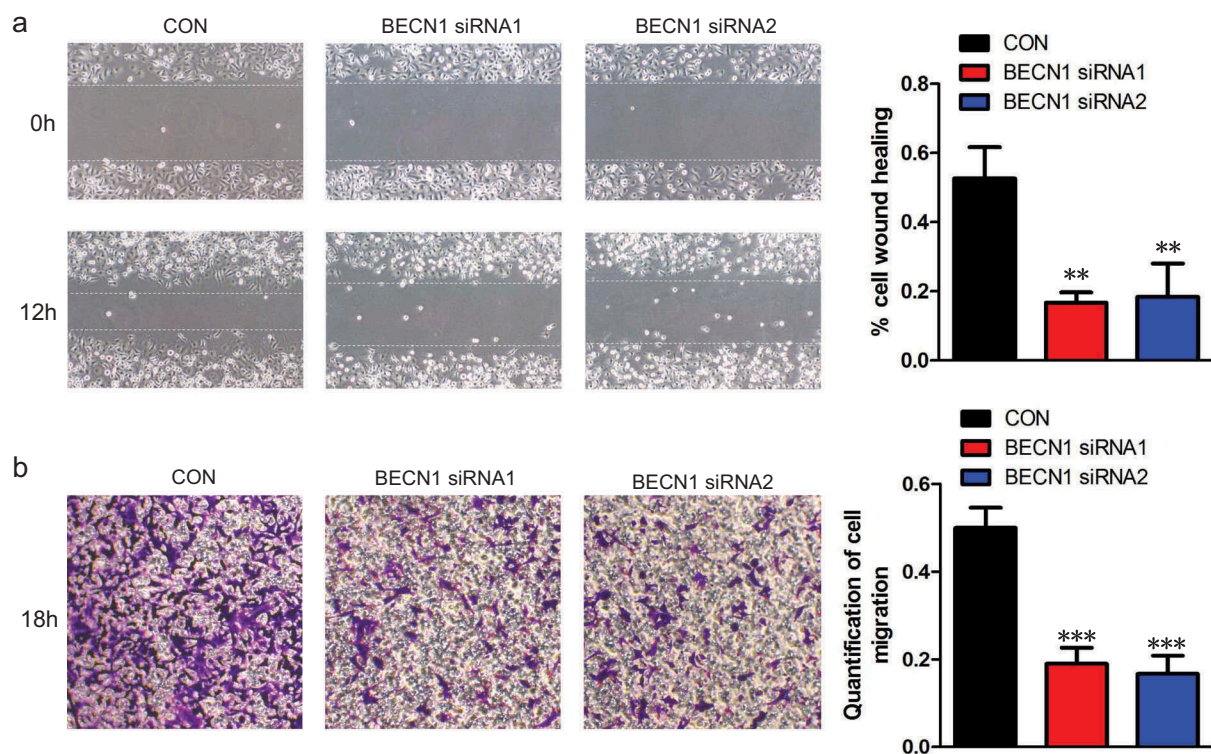 a
CON
BECN1 siRNA1
BECN1 siRNA2
0h
12h
CON
BECN1 siRNA1
BECN1 siRNA2
% cell wound healing
0.8
0.6
0.4
0.2
0.0
**
**
b
CON
BECN1 siRNA1
BECN1 siRNA2
18h
CON
BECN1 siRNA1
BECN1 siRNA2
Quantification of cell
migration
0.6
0.4
0.2
0.0
***
***